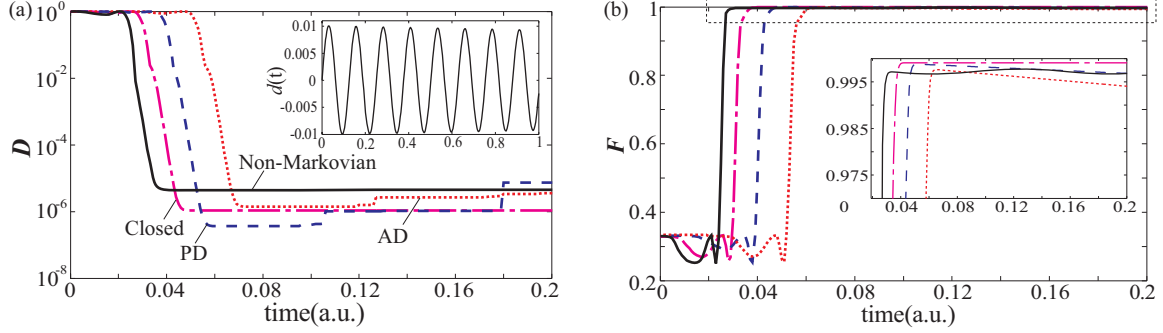 (a)
10^0
10^-2
10^-4
10^-6
10^-8
D
0 0.04 0.08 0.12 0.16 0.2
time(a.u.)
0.01
0.005
0
-0.005
-0.01
d(t)
0 0.2 0.4 0.6 0.8 1
Non-Markovian
Closed
PD
AD
(b)
1
0.8
0.6
0.4
0.2
F
0 0.04 0.08 0.12 0.16 0.2
time(a.u.)
0.995
0.985
0.973
0 0.04 0.08 0.12 0.16 0.2